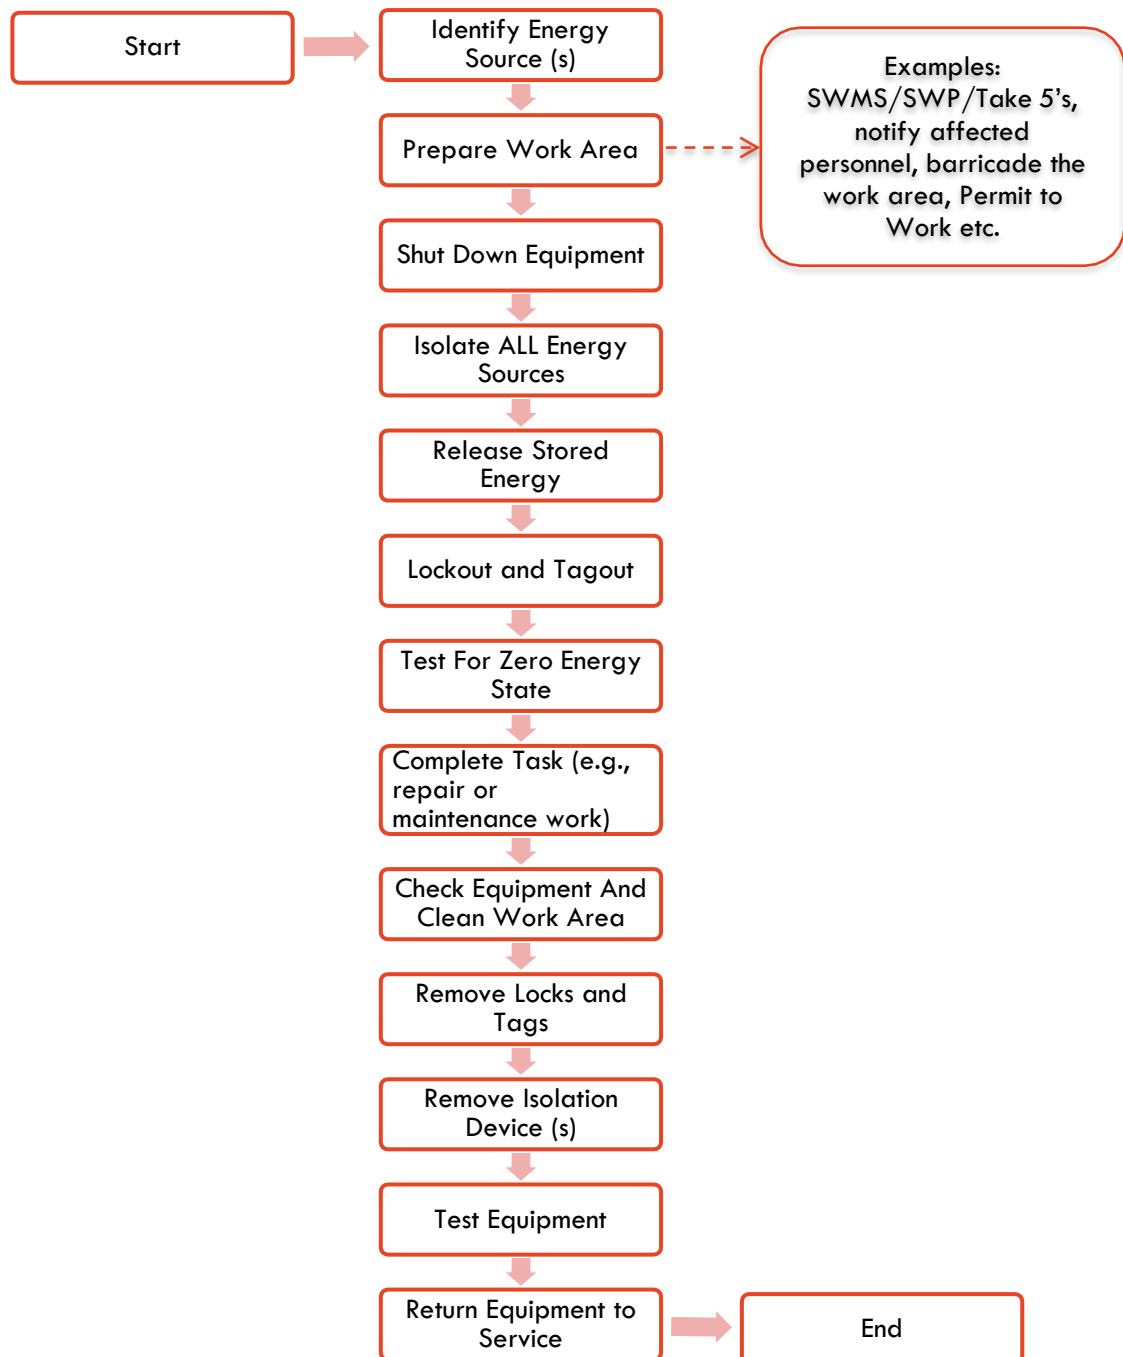 Start
Identify Energy
Source (s)
Examples:
SWMS/SWP/Take 5’s,
notify affected
personnel, barricade the
work area, Permit to
Work etc.
Prepare Work Area
Shut Down Equipment
Isolate ALL Energy
Sources
Release Stored
Energy
Lockout and Tagout
Test For Zero Energy
State
Complete Task (e.g.,
repair or
maintenance work)
Check Equipment And
Clean Work Area
Remove Locks and
Tags
Remove Isolation
Device (s)
Test Equipment
Return Equipment to
Service
End